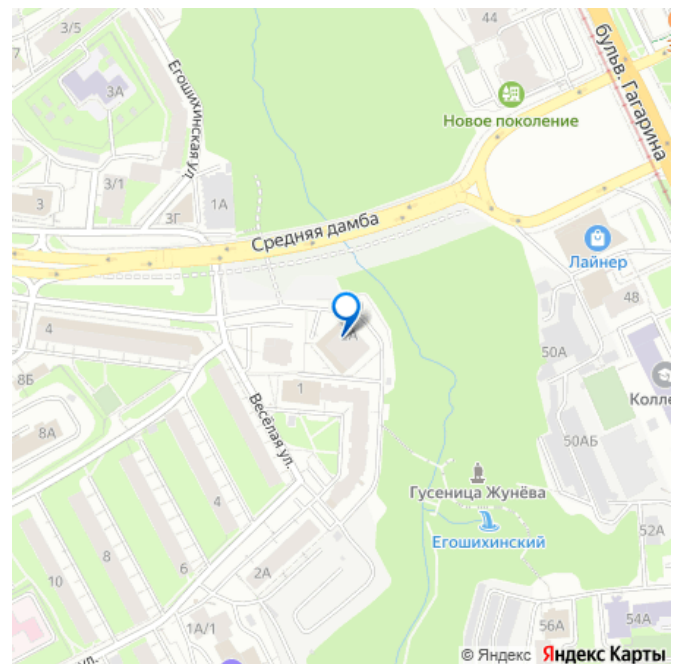 3/5
44
7
3А
Егошихинская ул.
бульв. Гагарина
Новое поколение
3/1
3
3Г
1А
Средняя дамба
Лайнер
48
4
50А
8Б
1
Колле
Весёлая ул.
8А
50АБ
Гусеница Жунёва
4
Егошихинский
52А
8
6
10
2А
1А/1
56А
54А
ул.
© Яндекс Яндекс Карты